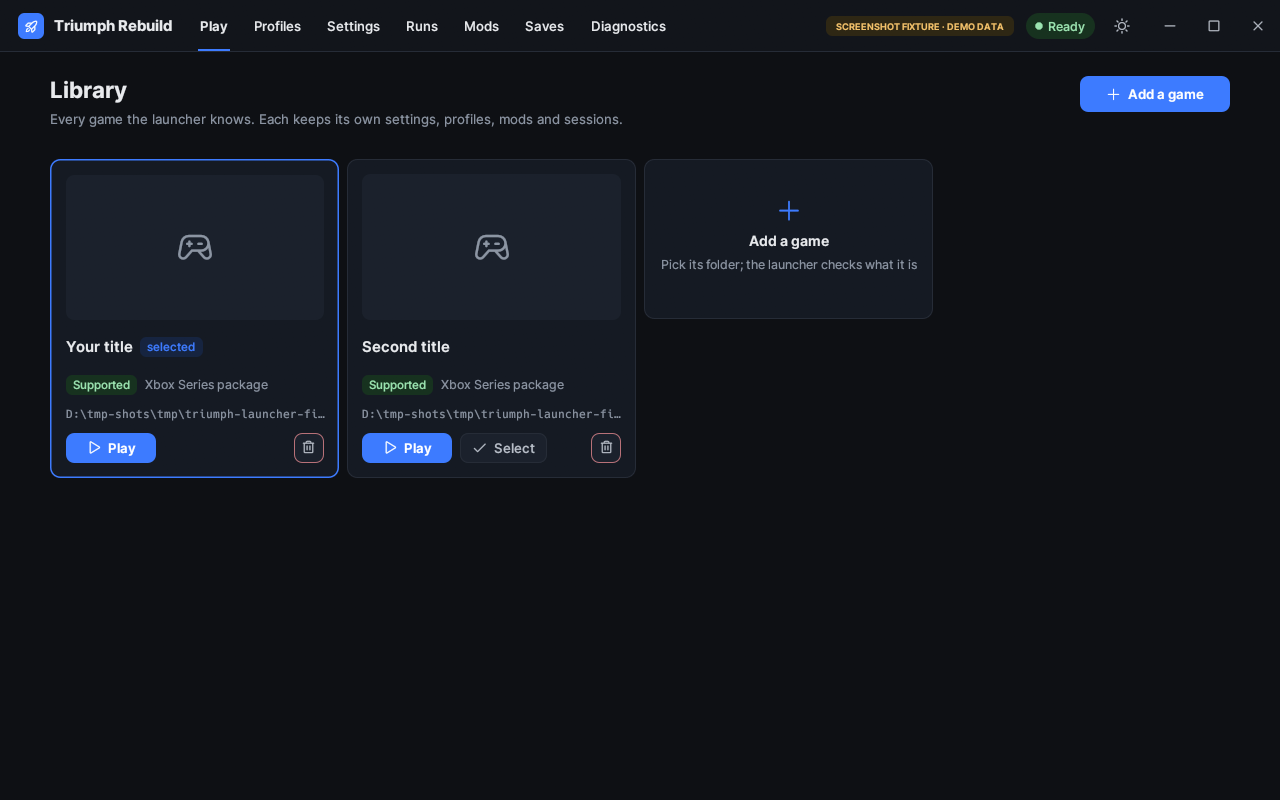 Triumph Rebuild Play Profiles Settings Runs Mods Saves Diagnostics SCREENSHOT FIXTURE · DEMO DATA Ready
Library
Add a game
Every game the launcher knows. Each keeps its own settings, profiles, mods and sessions.
Your title selected
Supported Xbox Series package
D:\tmp-shots\tmp\triumph-launcher-fi…
Play
Second title
Supported Xbox Series package
D:\tmp-shots\tmp\triumph-launcher-fi…
Play Select
Add a game
Pick its folder; the launcher checks what it is